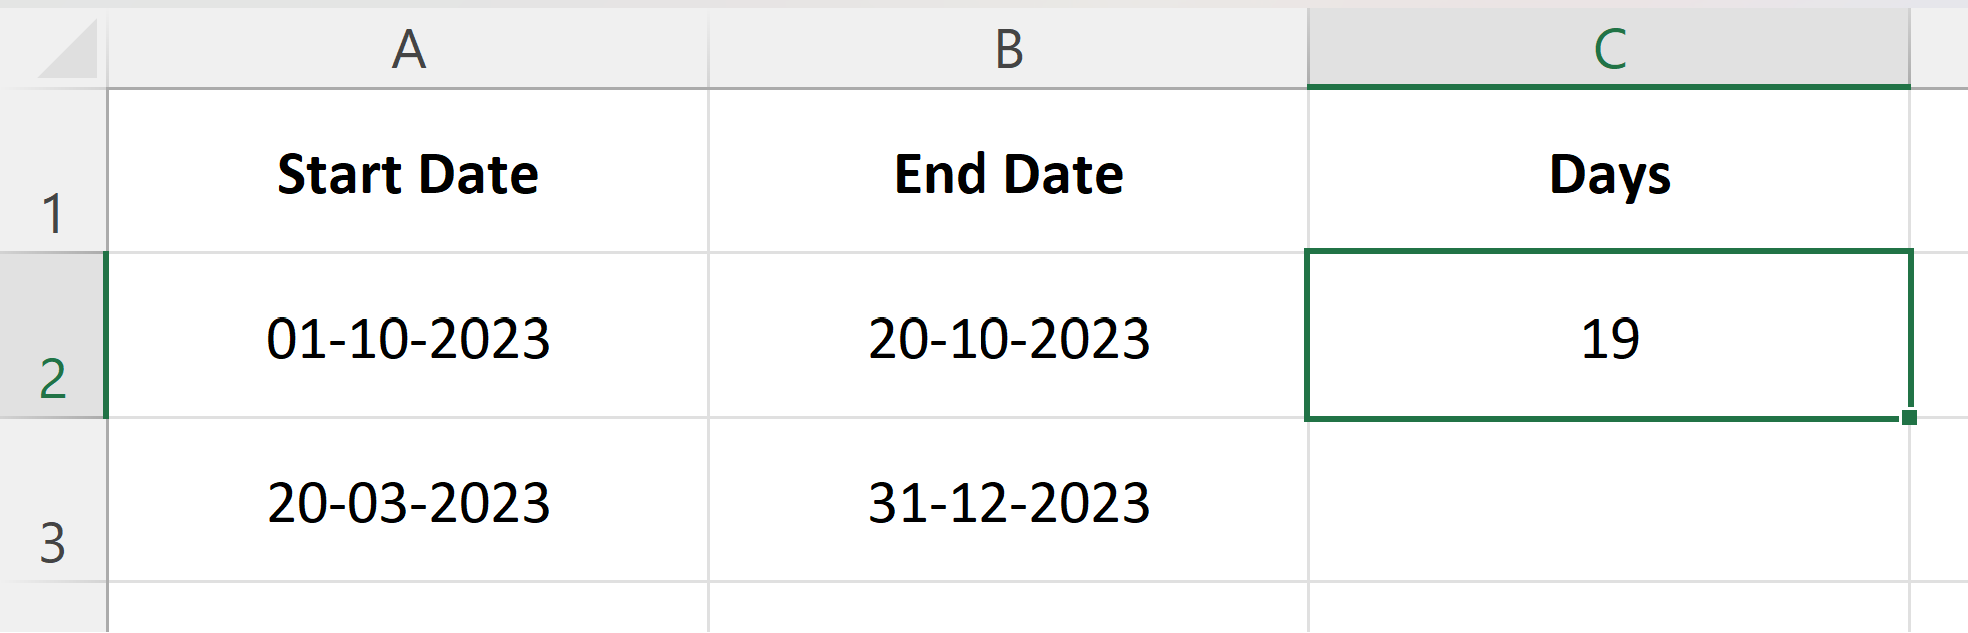 A B C
1 Start Date End Date Days
2 01-10-2023 20-10-2023 19
3 20-03-2023 31-12-2023